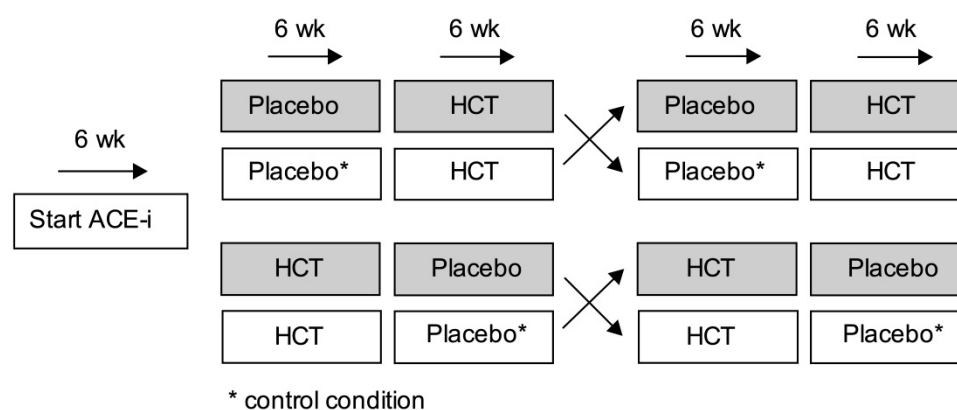 6 wk 6 wk 6 wk 6 wk
Placebo HCT Placebo HCT
6 wk
Placebo* HCT Placebo* HCT
Start ACE-i
HCT Placebo HCT Placebo
HCT Placebo* HCT Placebo*
* control condition